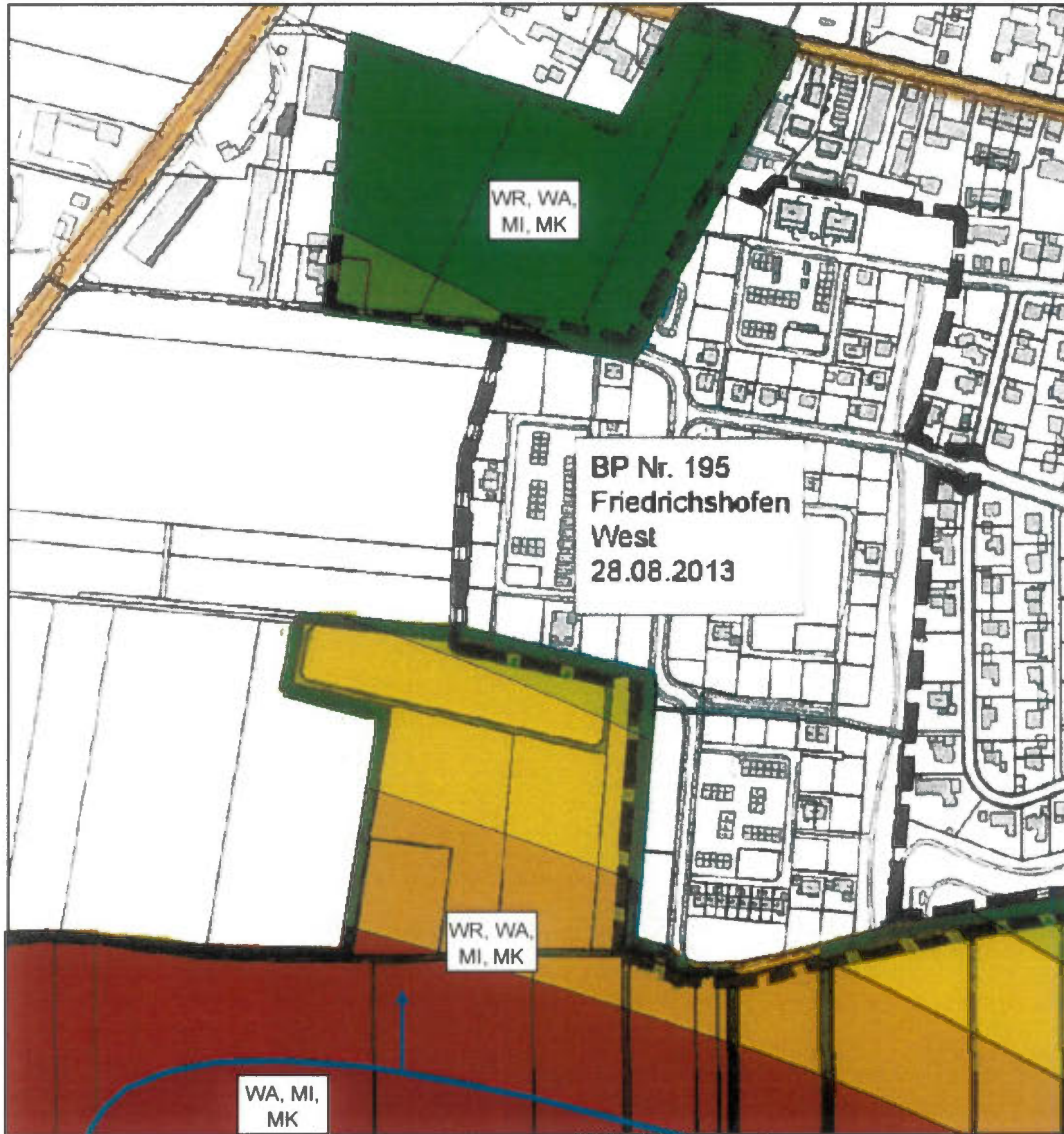 WR, WA,
MI, MK
BP Nr. 195
Friedrichshofen
West
28.08.2013
WR, WA,
MI, MK
WA, MI,
MK